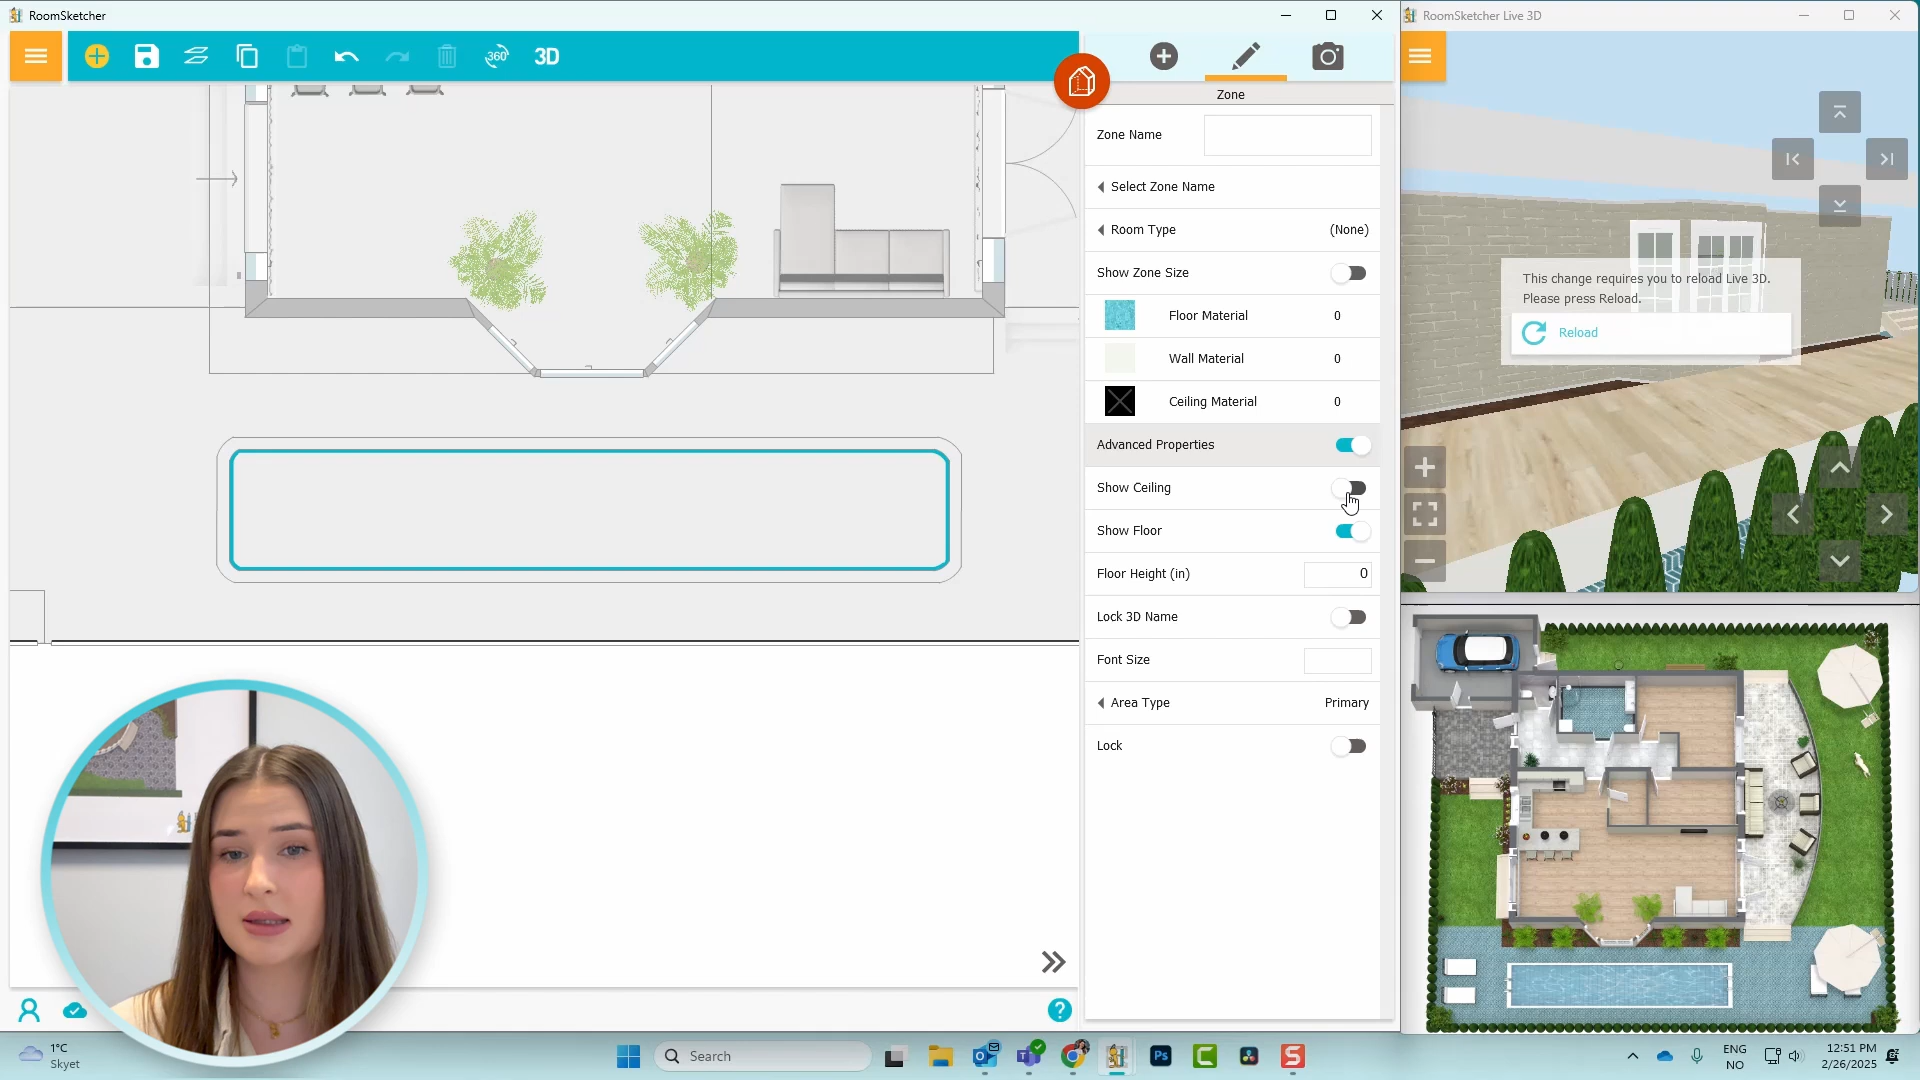 RoomSketcher
RoomSketcher Live 3D
360
3D
Zone
Zone Name
Select Zone Name
Room Type
(None)
Show Zone Size
Floor Material
0
Wall Material
0
Ceiling Material
0
Advanced Properties
Show Ceiling
Show Floor
Floor Height (in)
0
Lock 3D Name
Font Size
Area Type
Primary
Lock
This change requires you to reload Live 3D.
Please press Reload.
Reload
?
1°C
Skyet
Search
Ps
S
ENG
NO
12:51 PM
2/26/2025